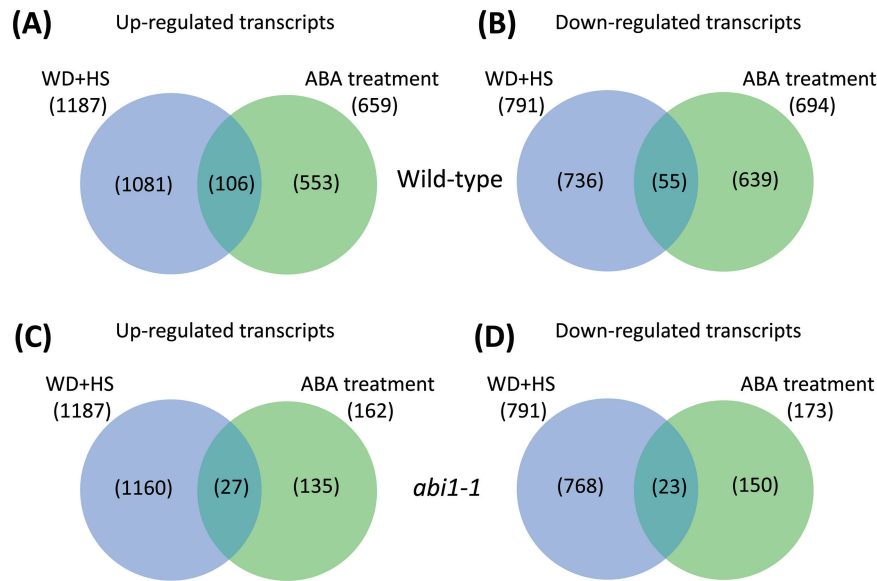 (A)
Up-regulated transcripts
WD+HS
(1187)
ABA treatment
(659)
(1081)
(106)
(553)
Wild-type
(B)
Down-regulated transcripts
WD+HS
(791)
ABA treatment
(694)
(736)
(55)
(639)
(C)
Up-regulated transcripts
WD+HS
(1187)
ABA treatment
(162)
(1160)
(27)
(135)
abi1-1
(D)
Down-regulated transcripts
WD+HS
(791)
ABA treatment
(173)
(768)
(23)
(150)